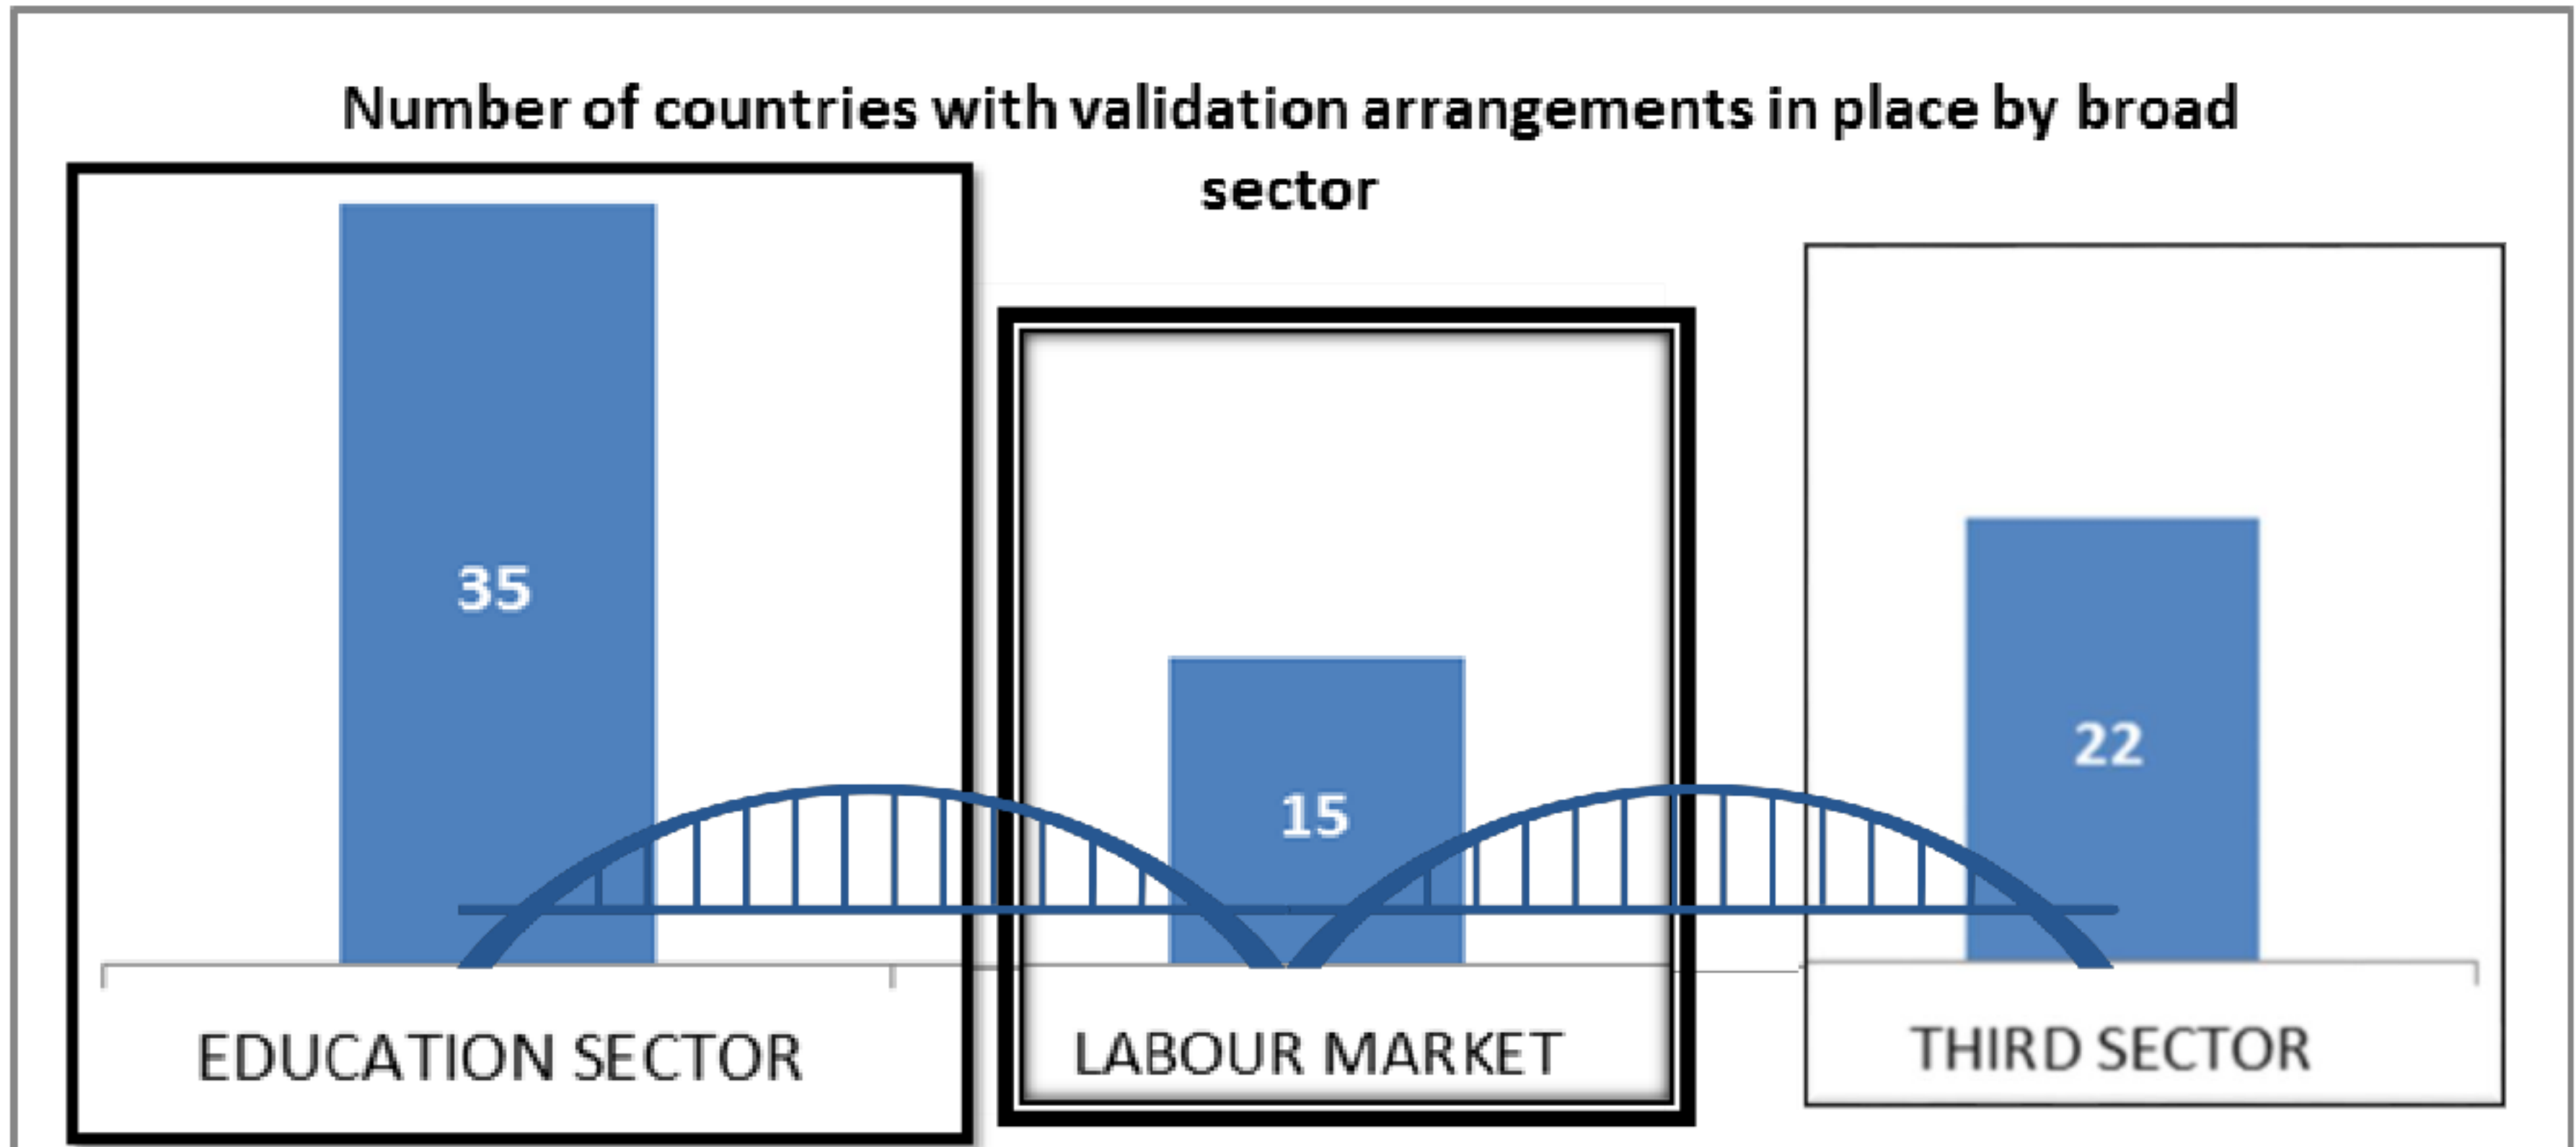 Number of countries with validation arrangements in place by broad
sector
35
15
22
EDUCATION SECTOR
LABOUR MARKET
THIRD SECTOR